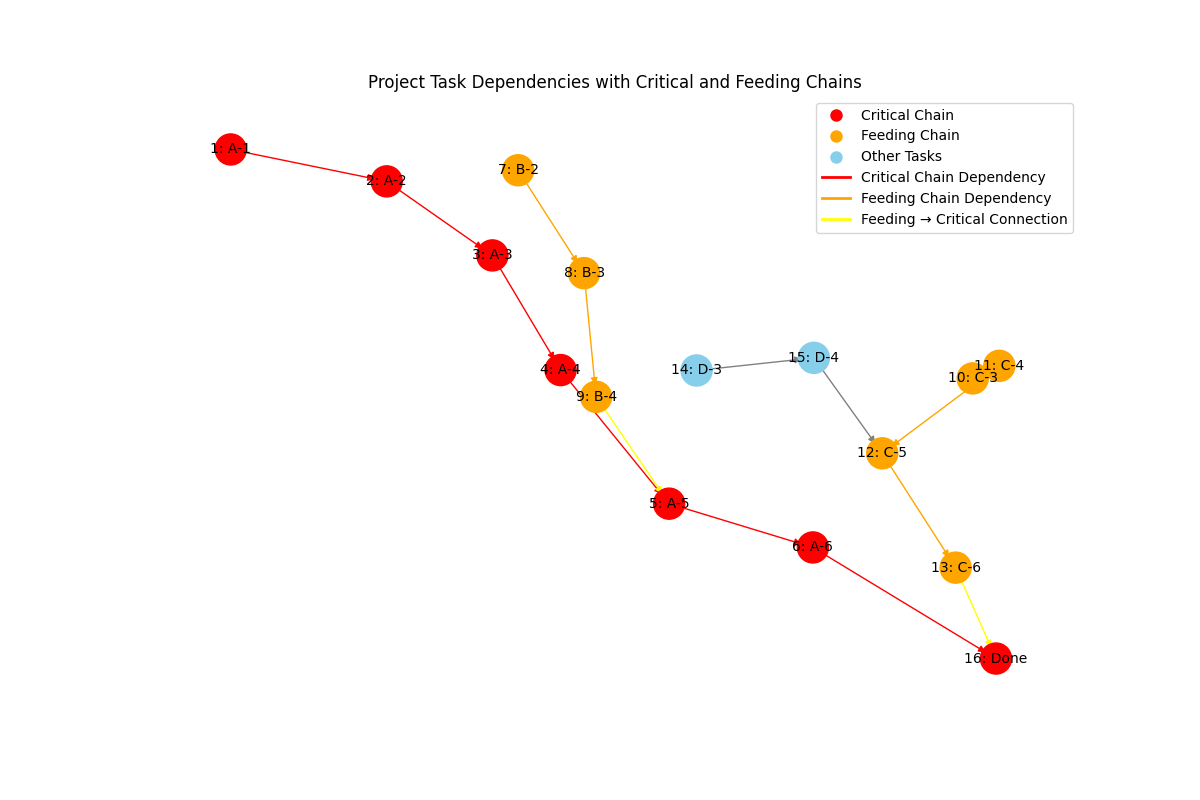 Project Task Dependencies with Critical and Feeding Chains
Critical Chain
Feeding Chain
Other Tasks
Critical Chain Dependency
Feeding Chain Dependency
Feeding → Critical Connection
1: A-1
2: A-2
7: B-2
3: A-3
8: B-3
4: A-4
9: B-4
14: D-3
15: D-4
11: C-4
10: C-3
12: C-5
5: A-5
6: A-6
13: C-6
16: Done